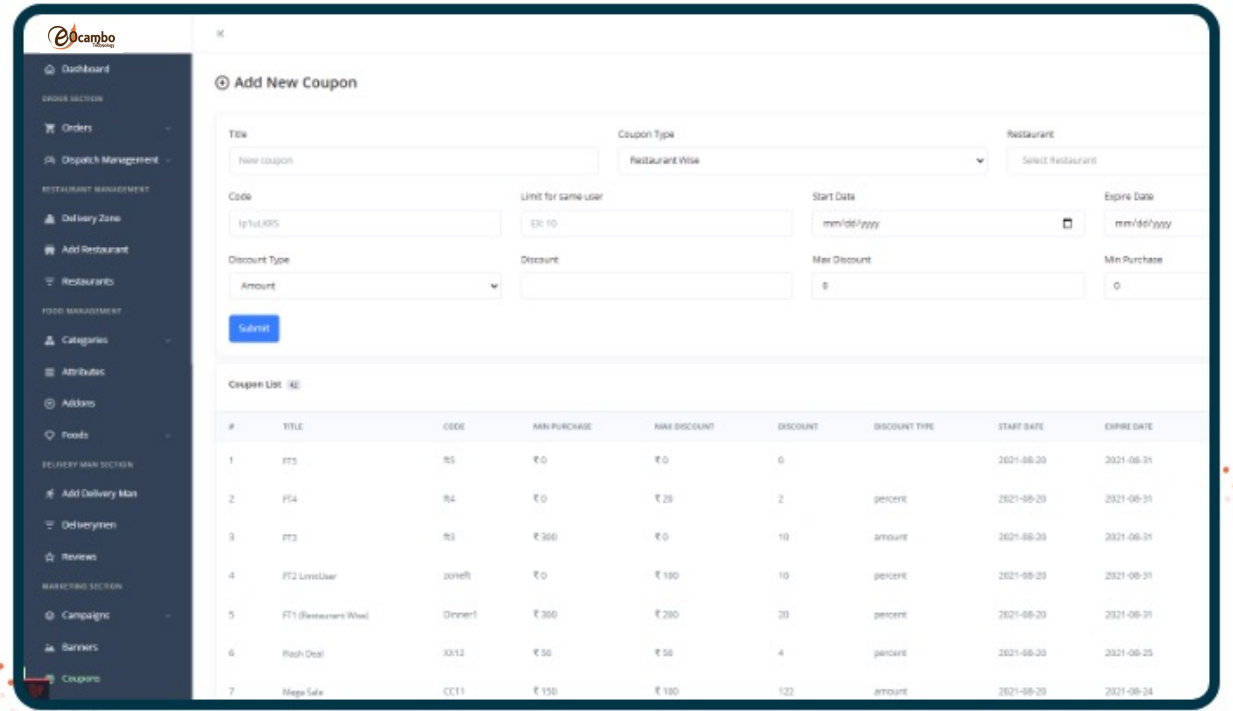 eOcambo
Technology
Dashboard
ORDER SECTION
Orders
Dispatch Management
RESTAURANT MANAGEMENT
Delivery Zone
Add Restaurant
Restaurants
FOOD MANAGEMENT
Categories
Attributes
Addons
Foods
DELIVERY MAN SECTION
Add Delivery Man
Deliverymen
Reviews
MARKETING SECTION
Campaigns
Banners
Coupons
Add New Coupon
Title Coupon Type Restaurant
New coupon Restaurant Wise Select Restaurant
Code Limit for same user Start Date Expire Date
EX: 10 mm/dd/yyyy mm/dd/yyyy
Discount Type Discount Max Discount Min Purchase
Amount 0 0
Submit
Coupon List 42
# TITLE CODE MIN PURCHASE MAX DISCOUNT DISCOUNT DISCOUNT TYPE START DATE EXPIRE DATE
1 FT5 ft5 ₹ 0 ₹ 0 0 2021-08-20 2021-08-31
2 FT4 ft4 ₹ 0 ₹ 20 2 percent 2021-08-20 2021-08-31
3 FT3 ft3 ₹ 300 ₹ 0 10 amount 2021-08-20 2021-08-31
4 FT2 LimitUser zoneft ₹ 0 ₹ 100 10 percent 2021-08-20 2021-08-31
5 FT1 (Restaurant Wise) Dinner1 ₹ 300 ₹ 200 20 percent 2021-08-20 2021-08-31
6 Flash Deal XX12 ₹ 50 ₹ 50 4 percent 2021-08-20 2021-08-25
7 Mega Sale CC11 ₹ 150 ₹ 100 122 amount 2021-08-20 2021-08-24